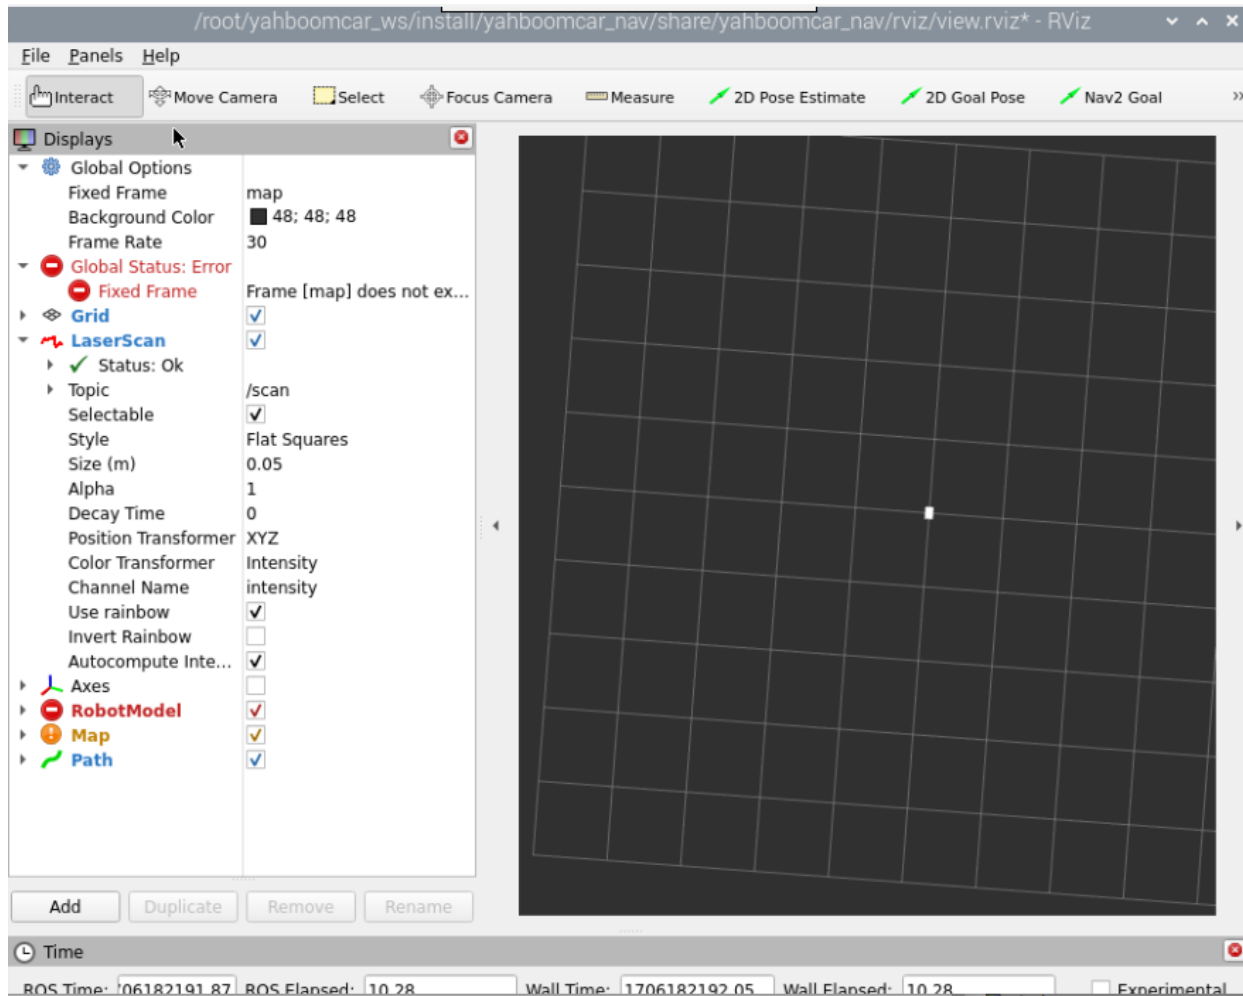 /root/yahboomcar_ws/install/yahboomcar_nav/share/yahboomcar_nav/rviz/view.rviz* - RViz
File Panels Help
Interact Move Camera Select Focus Camera Measure 2D Pose Estimate 2D Goal Pose Nav2 Goal »
Displays
Global Options
Fixed Frame map
Background Color 48; 48; 48
Frame Rate 30
Global Status: Error
Fixed Frame Frame [map] does not ex...
Grid
LaserScan
Status: Ok
Topic /scan
Selectable
Style Flat Squares
Size (m) 0.05
Alpha 1
Decay Time 0
Position Transformer XYZ
Color Transformer Intensity
Channel Name intensity
Use rainbow
Invert Rainbow
Autocompute Inte...
Axes
RobotModel
Map
Path
Add Duplicate Remove Rename
Time
ROS Time: '06182191.87 ROS Elapsed: 10.28 Wall Time: 1706182192.05 Wall Elapsed: 10.28 Experimental